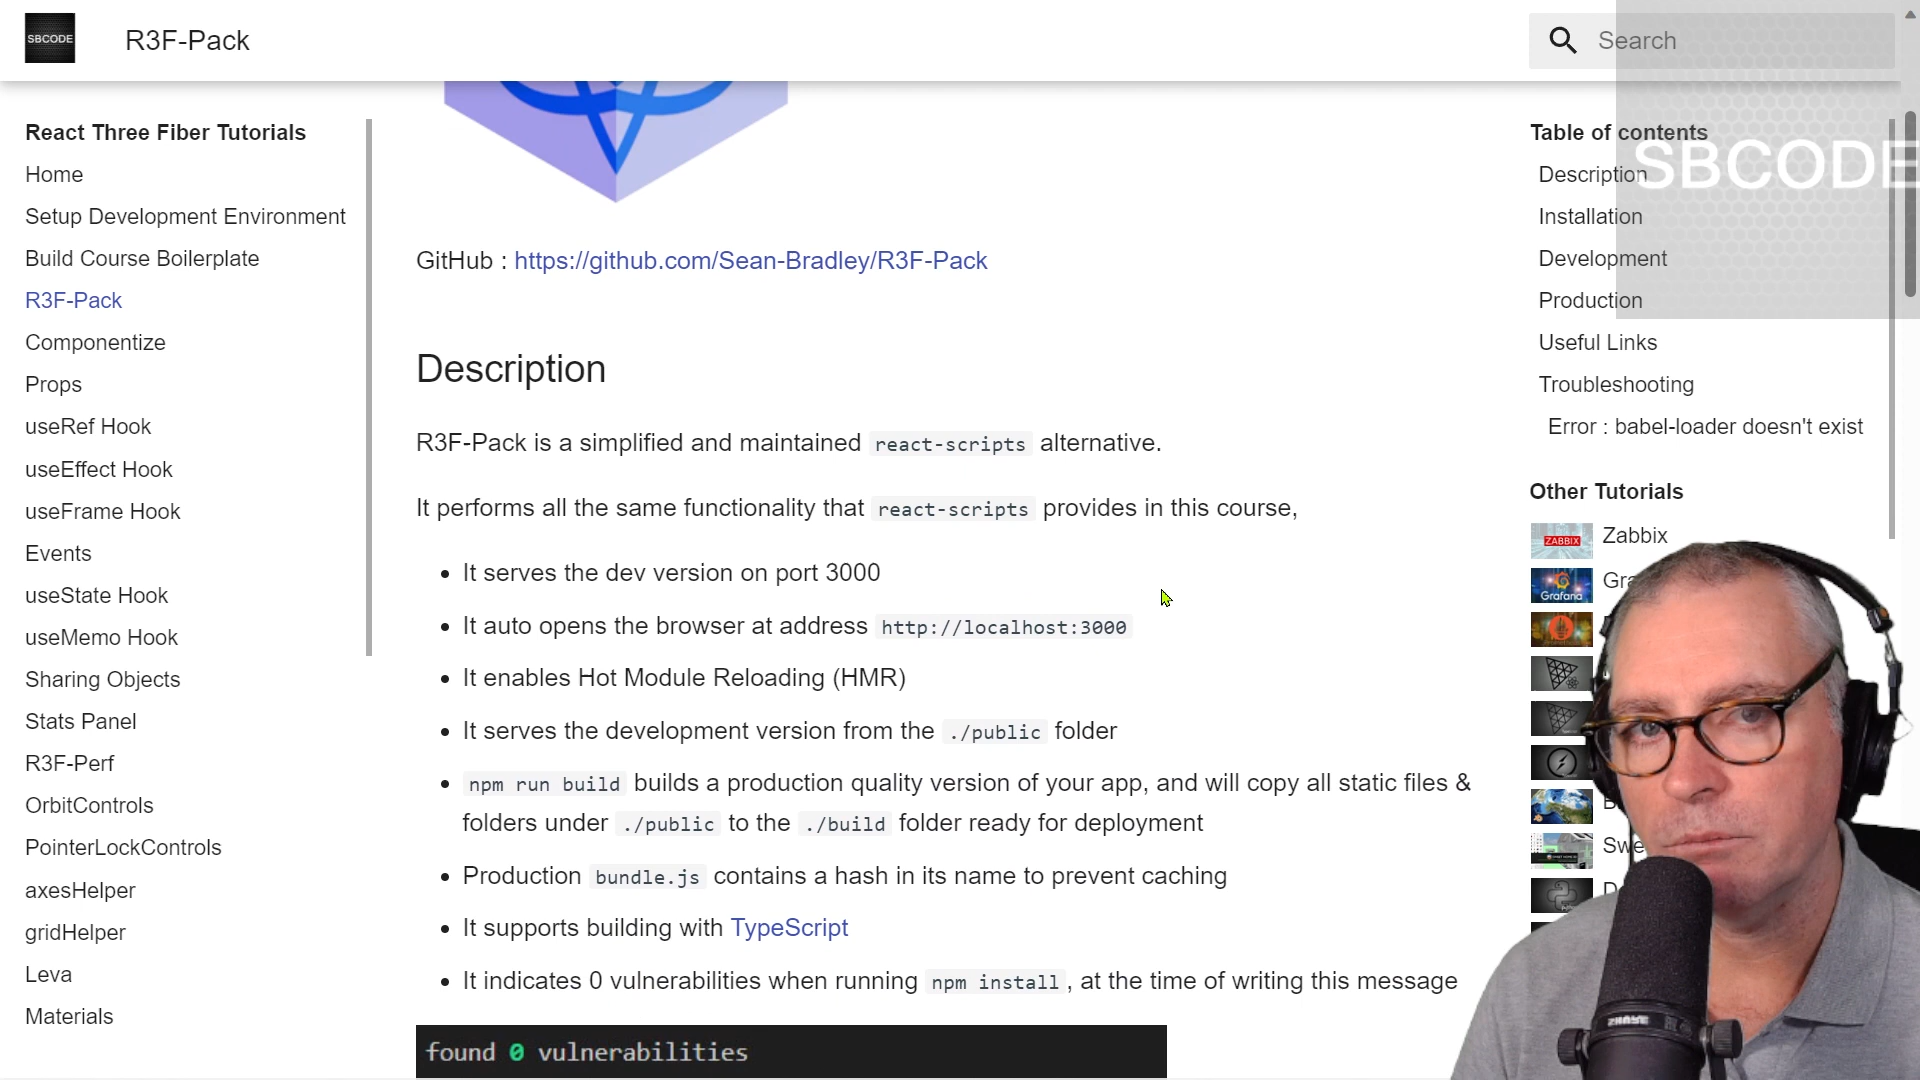 SBCODE
R3F-Pack
Search
SBCODE
React Three Fiber Tutorials
Home
Setup Development Environment
Build Course Boilerplate
R3F-Pack
Componentize
Props
useRef Hook
useEffect Hook
useFrame Hook
Events
useState Hook
useMemo Hook
Sharing Objects
Stats Panel
R3F-Perf
OrbitControls
PointerLockControls
axesHelper
gridHelper
Leva
Materials
GitHub : https://github.com/Sean-Bradley/R3F-Pack
Description
R3F-Pack is a simplified and maintained react-scripts alternative.
It performs all the same functionality that react-scripts provides in this course,
• It serves the dev version on port 3000
• It auto opens the browser at address http://localhost:3000
• It enables Hot Module Reloading (HMR)
• It serves the development version from the ./public folder
• npm run build builds a production quality version of your app, and will copy all static files &
folders under ./public to the ./build folder ready for deployment
• Production bundle.js contains a hash in its name to prevent caching
• It supports building with TypeScript
• It indicates 0 vulnerabilities when running npm install, at the time of writing this message
found 0 vulnerabilities
Table of contents
Description
Installation
Development
Production
Useful Links
Troubleshooting
Error : babel-loader doesn't exist
Other Tutorials
ZABBIX
Zabbix
Grafana